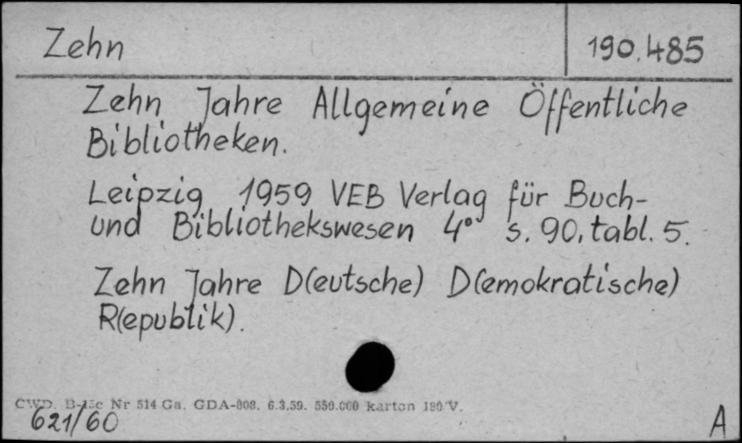 Zehn
190.485
Zehn Jahre Allgemeine Öffentliche
Bibliotheken.
Leipzig 1959 VEB Verlag für Buch-
und Bibliothekswesen 4° s. 90, tabl. 5.
Zehn Jahre D(eutsche) D(emokratische)
R(epublik).
CWD. Nr 514 Ga. GDA-808. 6.3.59. 550.000 karton 180/V.
621/60
A